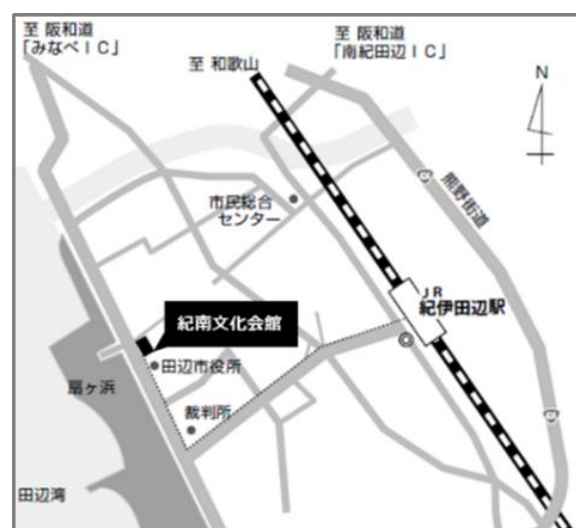 至 阪和道
「みなべIC」
至 阪和道
「南紀田辺IC」
至 和歌山
N
熊野街道
市民総合
センター
JR
紀伊田辺駅
紀南文化会館
田辺市役所
扇ヶ浜
裁判所
田辺湾